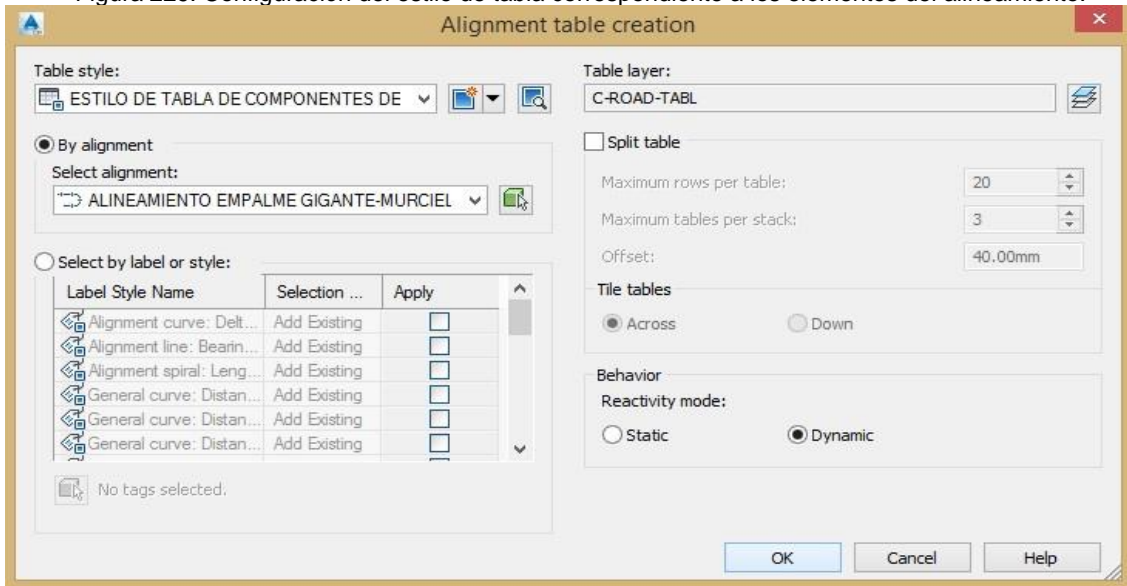 Alignment table creation
Table style:
ESTILO DE TABLA DE COMPONENTES DE
By alignment
Select alignment:
ALINEAMIENTO EMPALME GIGANTE-MURCIEL
Select by label or style:
Label Style Name Selection ... Apply
Alignment curve: Delt... Add Existing
Alignment line: Bearin... Add Existing
Alignment spiral: Leng... Add Existing
General curve: Distan... Add Existing
General curve: Distan... Add Existing
General curve: Distan... Add Existing
No tags selected.
Table layer:
C-ROAD-TABL
Split table
Maximum rows per table: 20
Maximum tables per stack: 3
Offset: 40.00mm
Tile tables
Across Down
Behavior
Reactivity mode:
Static Dynamic
OK Cancel Help